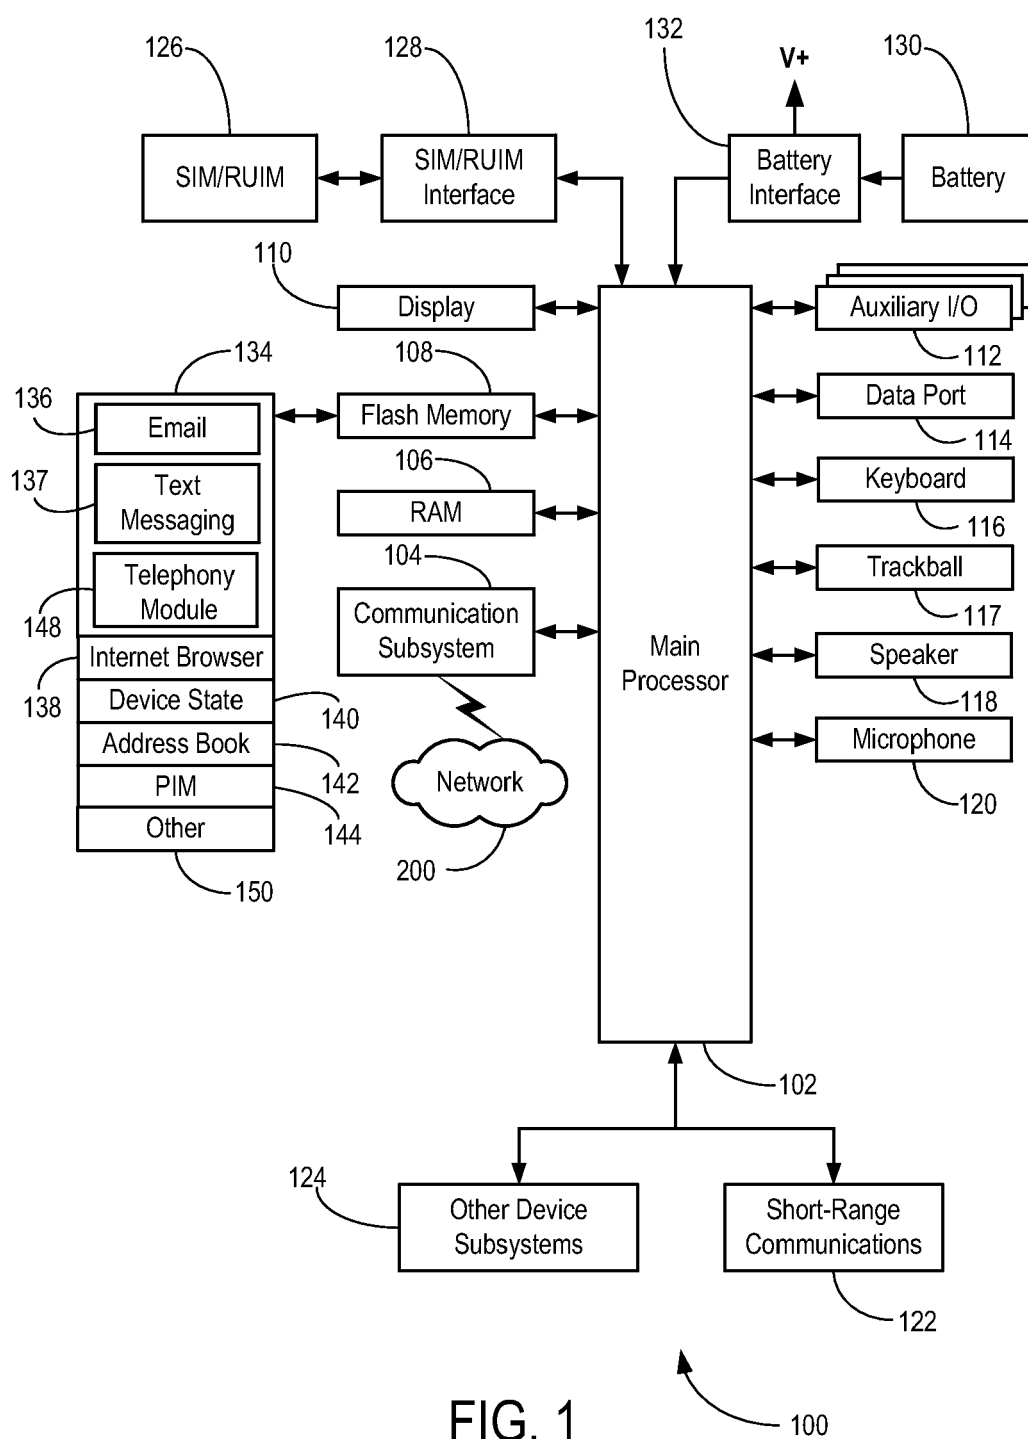 126
128
132
V+
130
SIM/RUIM
SIM/RUIM
Interface
Battery
Interface
Battery
110
Display
Auxiliary I/O
112
134
108
136
Email
Flash Memory
Data Port
114
137
Text
Messaging
106
RAM
Keyboard
116
148
Telephony
Module
104
Communication
Subsystem
Trackball
117
Main
Processor
138
Internet Browser
Speaker
118
Device State
140
Address Book
142
Network
Microphone
120
PIM
144
Other
200
150
102
124
Other Device
Subsystems
Short-Range
Communications
122
FIG. 1
100